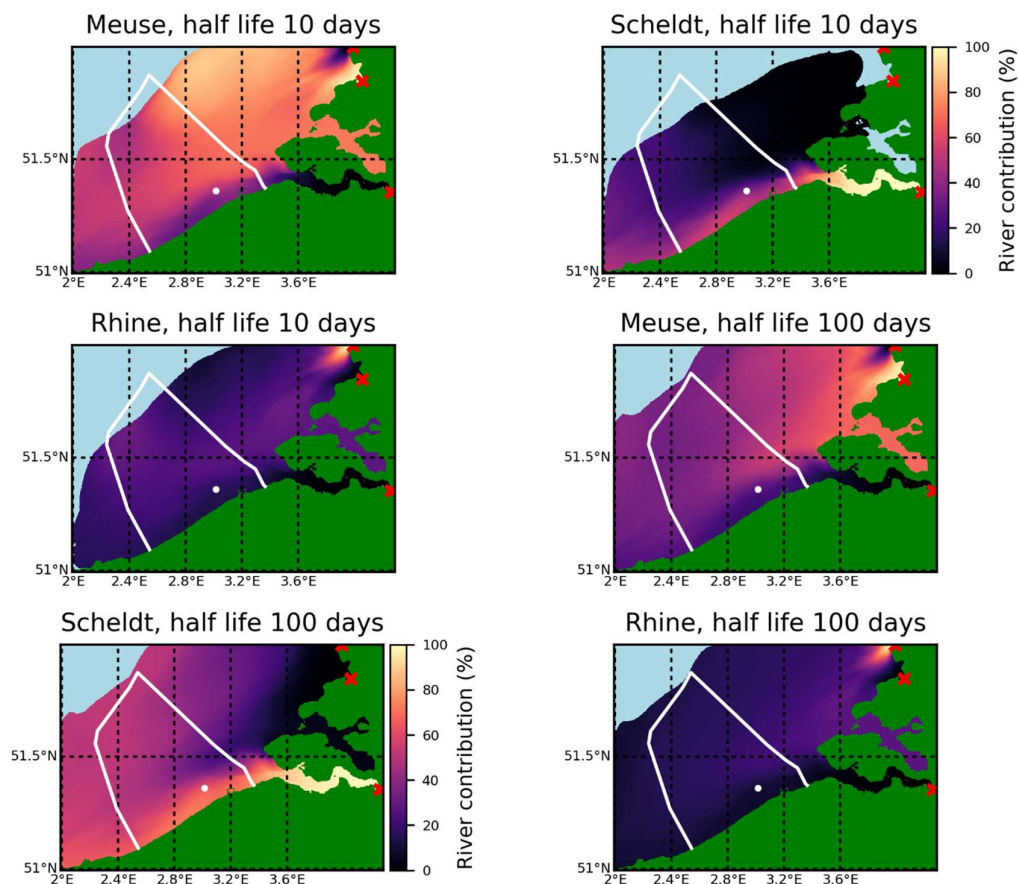 Meuse, half life 10 days
Scheldt, half life 10 days
51.5°N
51°N
2°E 2.4°E 2.8°E 3.2°E 3.6°E
51.5°N
51°N
2°E 2.4°E 2.8°E 3.2°E 3.6°E
100
80
60
40
20
0
River contribution (%)
Rhine, half life 10 days
Meuse, half life 100 days
51.5°N
51°N
2°E 2.4°E 2.8°E 3.2°E 3.6°E
51.5°N
51°N
2°E 2.4°E 2.8°E 3.2°E 3.6°E
Scheldt, half life 100 days
Rhine, half life 100 days
51.5°N
51°N
2°E 2.4°E 2.8°E 3.2°E 3.6°E
100
80
60
40
20
0
River contribution (%)
51.5°N
51°N
2°E 2.4°E 2.8°E 3.2°E 3.6°E